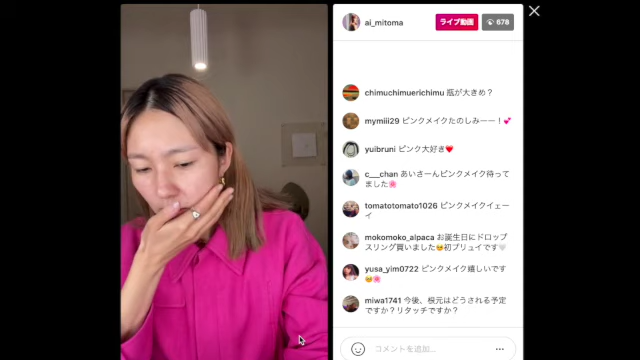 ai_mitoma
ライブ動画
678
chimuchimuerichimu 瓶が大きめ？
mymiii29 ピンクメイクたのしみーー！💕
yuibruni ピンク大好き❤️
c___chan あいさーんピンクメイク待って
ました🌸
tomatotomato1026 ピンクメイクイェー
イ
mokomoko_alpaca お誕生日にドロップ
スリング買いました🥺初プリュイです🤍
yusa_yim0722 ピンクメイク嬉しいです
🥺🌸
miwa1741 今後、根元はどうされる予定
ですか？リタッチですか？
コメントを追加...